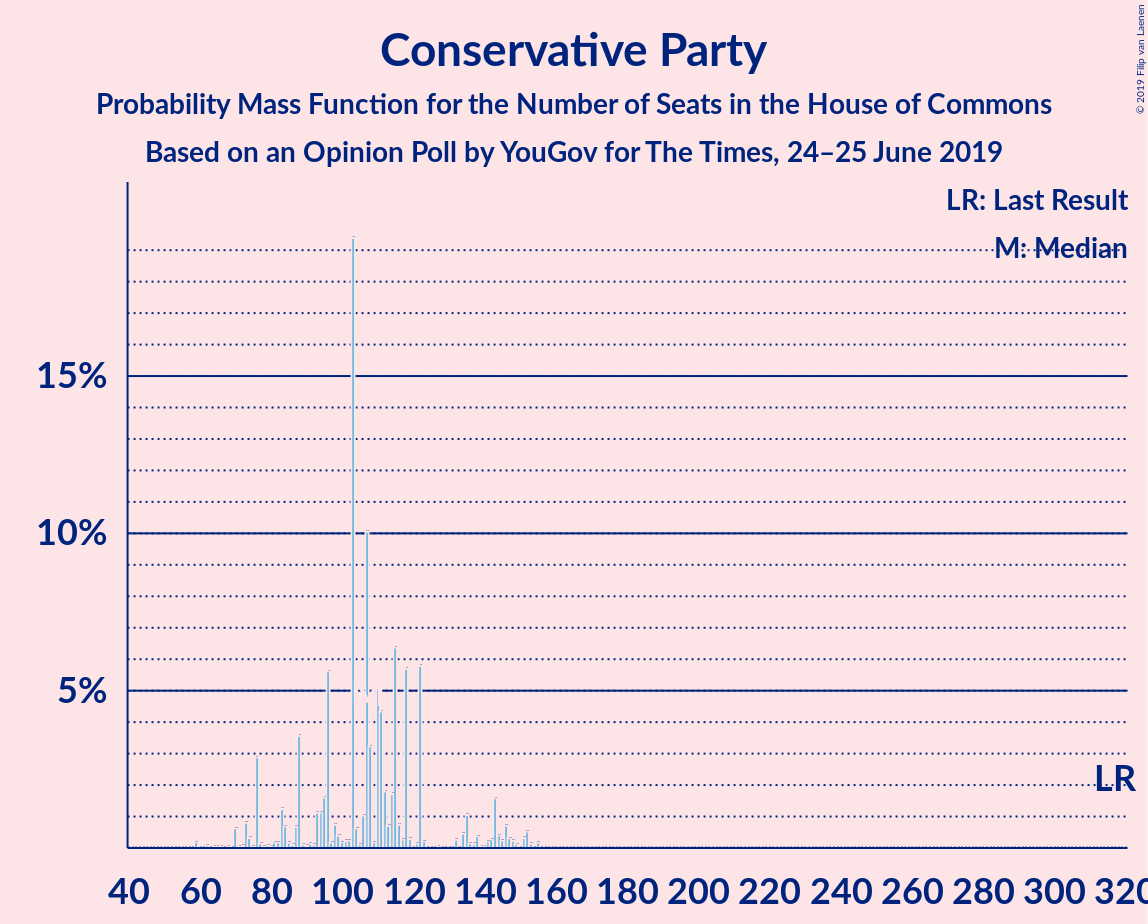 Conservative Party
Probability Mass Function for the Number of Seats in the House of Commons
Based on an Opinion Poll by YouGov for The Times, 24–25 June 2019
© 2019 Filip van Laenen
LR: Last Result
M: Median
15%
10%
5%
LR
40 60 80 100 120 140 160 180 200 220 240 260 280 300 320